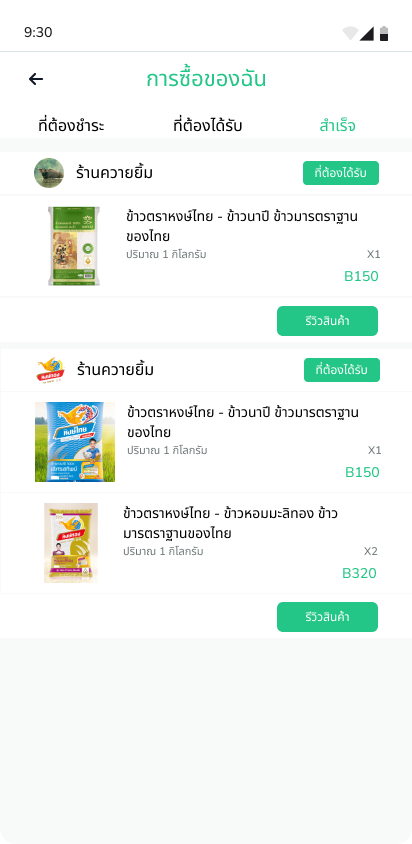 9:30
การซื้อของฉัน
ที่ต้องชำระ ที่ต้องได้รับ สำเร็จ
ร้านควายยิ้ม ที่ต้องได้รับ
ข้าวตราหงษ์ไทย - ข้าวนาปี ข้าวมาตราฐาน
ของไทย
ปริมาณ 1 กิโลกรัม X1
B150
รีวิวสินค้า
ร้านควายยิ้ม ที่ต้องได้รับ
หงษ์ไทย
ข้าวตราหงษ์ไทย - ข้าวนาปี ข้าวมาตราฐาน
ของไทย
ปริมาณ 1 กิโลกรัม X1
B150
ข้าวตราหงษ์ไทย - ข้าวหอมมะลิทอง ข้าว
มารตราฐานของไทย
ปริมาณ 1 กิโลกรัม X2
B320
รีวิวสินค้า